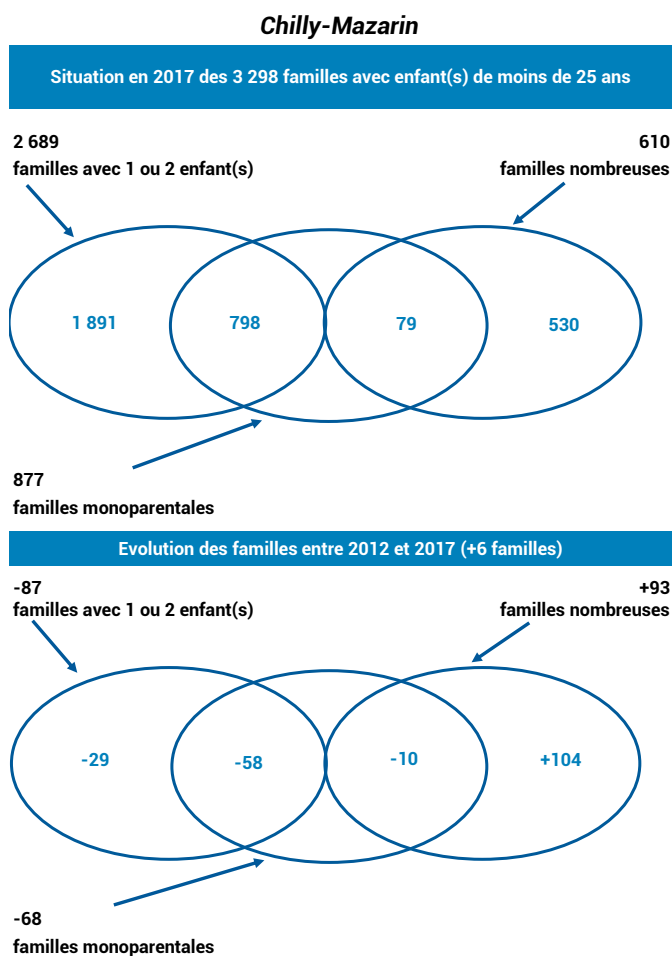 Chilly-Mazarin
Situation en 2017 des 3 298 familles avec enfant(s) de moins de 25 ans
2 689
familles avec 1 ou 2 enfant(s)
610
familles nombreuses
1 891
798
79
530
877
familles monoparentales
Evolution des familles entre 2012 et 2017 (+6 familles)
-87
familles avec 1 ou 2 enfant(s)
+93
familles nombreuses
-29
-58
-10
+104
-68
familles monoparentales